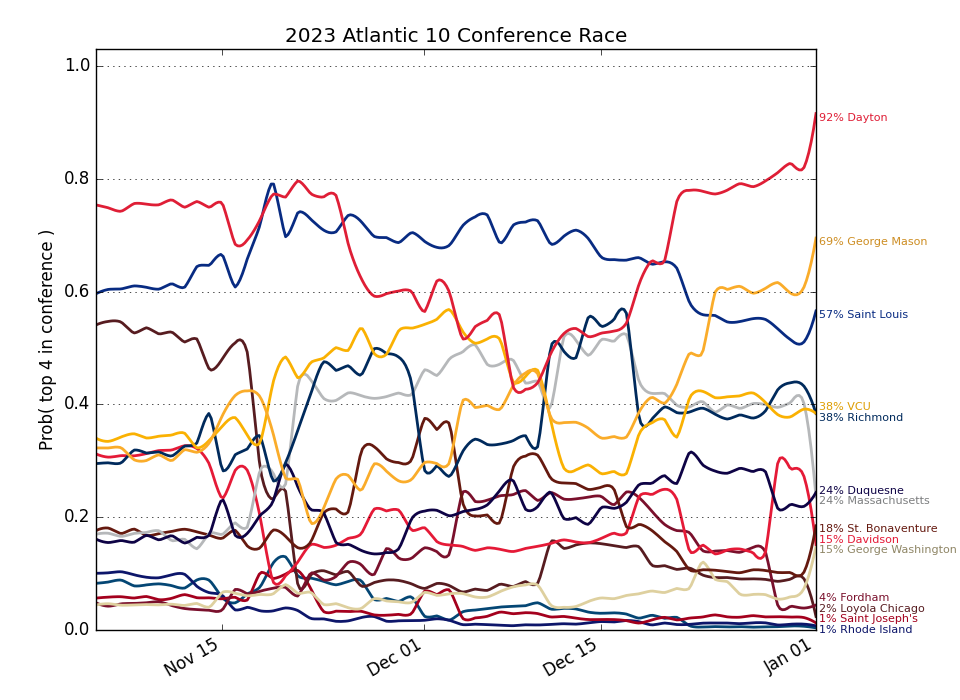 2023 Atlantic 10 Conference Race
Prob( top 4 in conference )
1.0
0.8
0.6
0.4
0.2
0.0
Nov 15
Dec 01
Dec 15
Jan 01
92% Dayton
69% George Mason
57% Saint Louis
38% VCU
38% Richmond
24% Duquesne
24% Massachusetts
18% St. Bonaventure
15% Davidson
15% George Washington
4% Fordham
2% Loyola Chicago
1% Saint Joseph's
1% Rhode Island